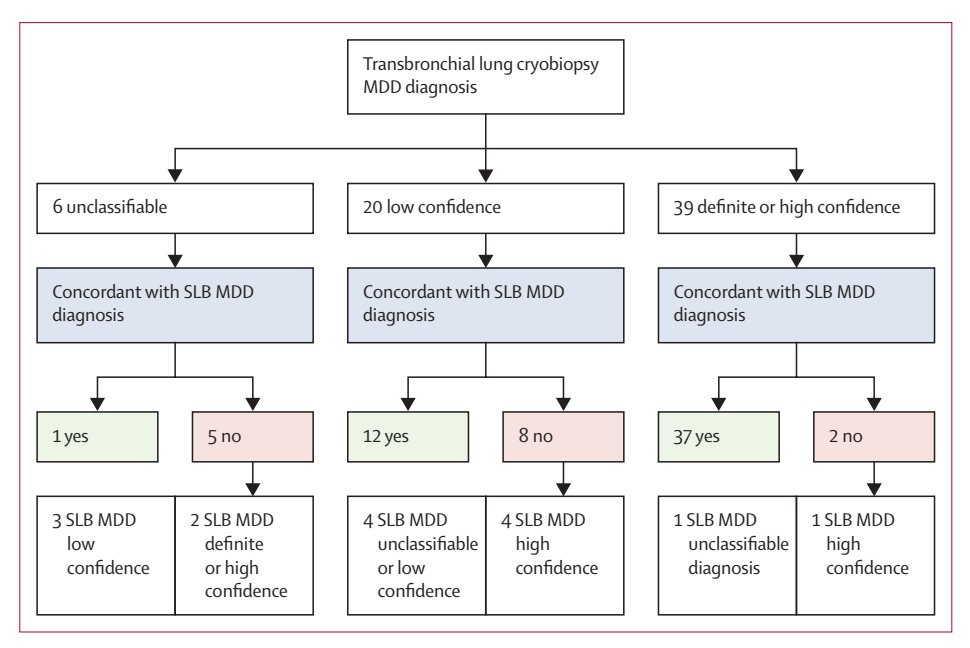 Transbronchial lung cryobiopsy
MDD diagnosis
6 unclassifiable
20 low confidence
39 definite or high confidence
Concordant with SLB MDD
diagnosis
Concordant with SLB MDD
diagnosis
Concordant with SLB MDD
diagnosis
1 yes
5 no
12 yes
8 no
37 yes
2 no
3 SLB MDD
low
confidence
2 SLB MDD
definite
or high
confidence
4 SLB MDD
unclassifiable
or low
confidence
4 SLB MDD
high
confidence
1 SLB MDD
unclassifiable
diagnosis
1 SLB MDD
high
confidence